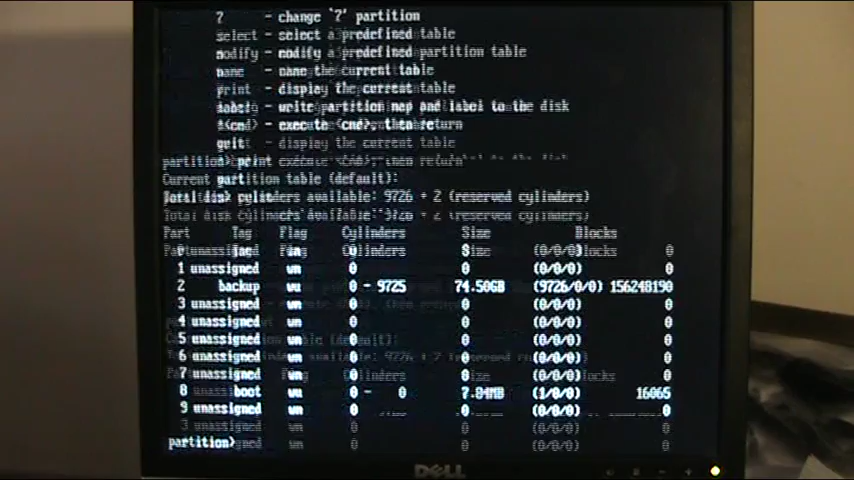 ? - change `?' partition
select - select a predefined table
modify - modify a predefined partition table
name - name the current table
print - display the current table
label - write partition map and label to the disk
!<cmd> - execute <cmd>, then return
quit
partition> print
Current partition table (default):
Total disk cylinders available: 9726 + 2 (reserved cylinders)
Part Tag Flag Cylinders Size Blocks
0 unassigned wm 0 0 (0/0/0) 0
1 unassigned wm 0 0 (0/0/0) 0
2 backup wu 0 - 9725 74.50GB (9726/0/0) 156248190
3 unassigned wm 0 0 (0/0/0) 0
4 unassigned wm 0 0 (0/0/0) 0
5 unassigned wm 0 0 (0/0/0) 0
6 unassigned wm 0 0 (0/0/0) 0
7 unassigned wm 0 0 (0/0/0) 0
8 boot wu 0 - 0 7.84MB (1/0/0) 16065
9 unassigned wm 0 0 (0/0/0) 0
partition>
DELL